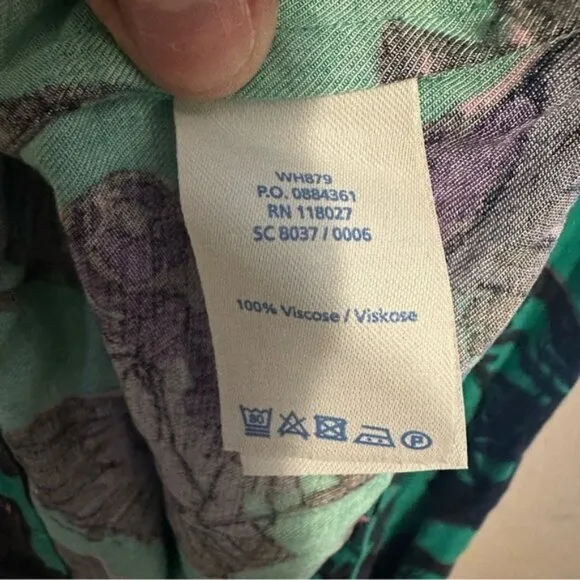 WH879
P.O. 0884361
RN 118027
SC 8037 / 0006
100% Viscose / Viskose
P